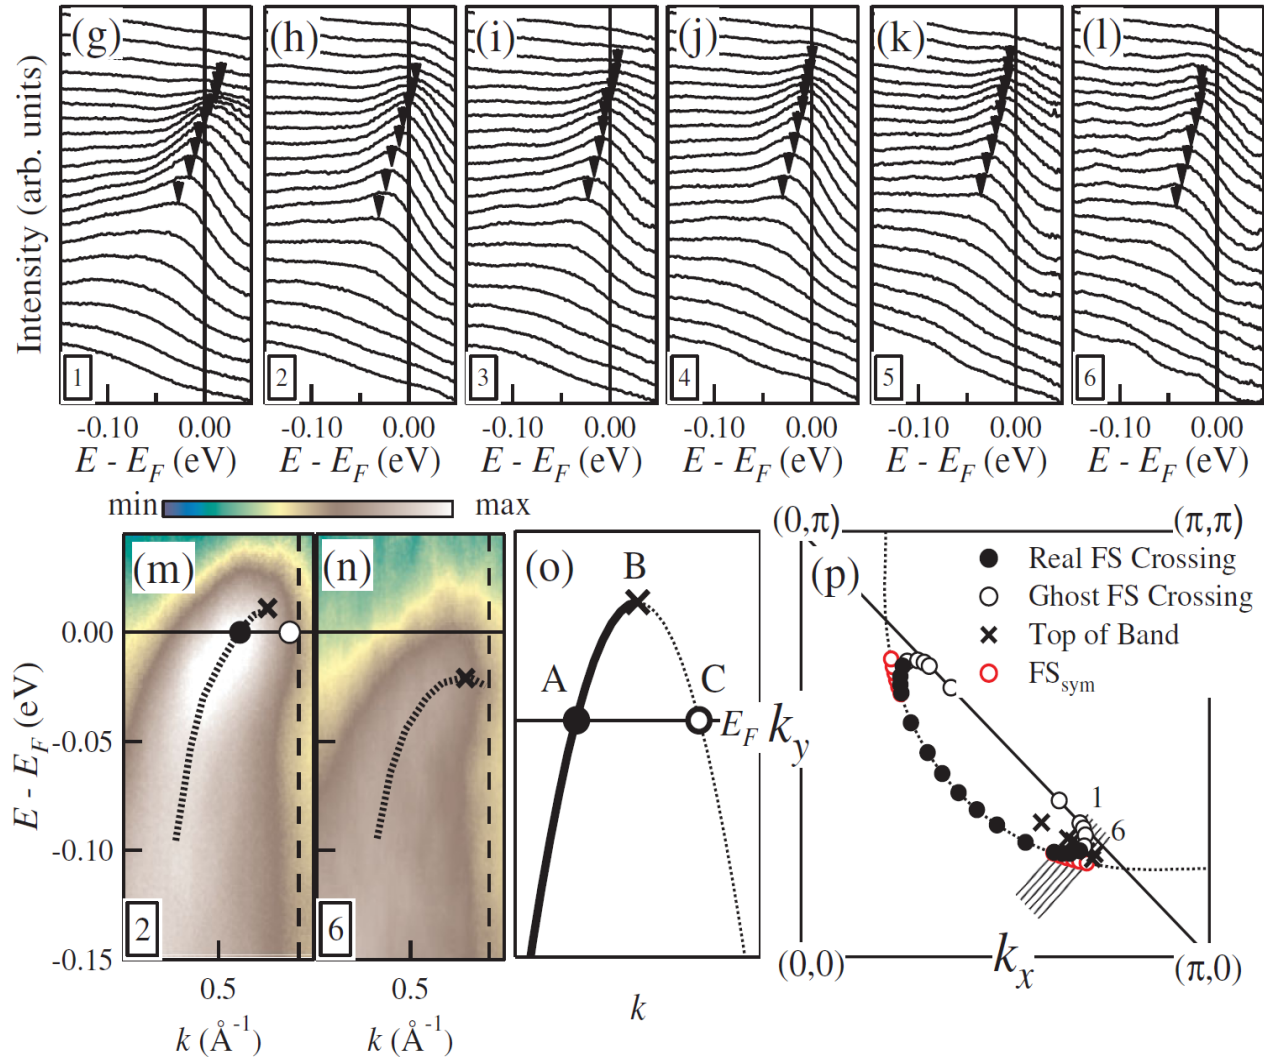 (g) (h) (i) (j) (k) (l)
Intensity (arb. units)
1 2 3 4 5 6
-0.10 0.00 -0.10 0.00 -0.10 0.00 -0.10 0.00 -0.10 0.00 -0.10 0.00
E - E_F (eV) E - E_F (eV) E - E_F (eV) E - E_F (eV) E - E_F (eV) E - E_F (eV)
min max
(m) (n) (o) (p)
E - E_F (eV)
0.00
-0.05
-0.10
-0.15
2 6
0.5 0.5
k (Å⁻¹) k (Å⁻¹)
B
A C
E_F
k
(0,π) (π,π)
Real FS Crossing
Ghost FS Crossing
Top of Band
FS_sym
k_y
1
6
(0,0) k_x (π,0)